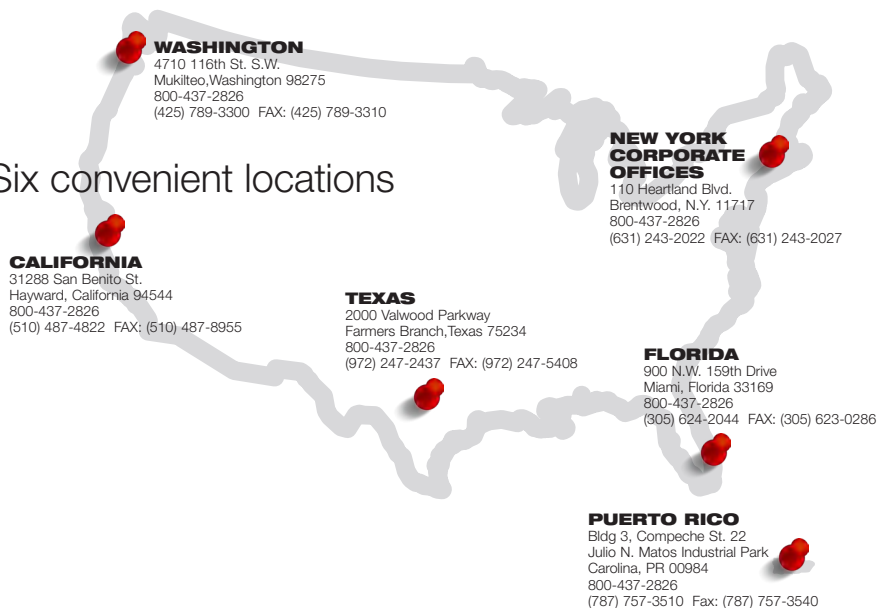 WASHINGTON
4710 116th St. S.W.
Mukilteo,Washington 98275
800-437-2826
(425) 789-3300 FAX: (425) 789-3310
Six convenient locations
NEW YORK
CORPORATE
OFFICES
110 Heartland Blvd.
Brentwood, N.Y. 11717
800-437-2826
(631) 243-2022 FAX: (631) 243-2027
CALIFORNIA
31288 San Benito St.
Hayward, California 94544
800-437-2826
(510) 487-4822 FAX: (510) 487-8955
TEXAS
2000 Valwood Parkway
Farmers Branch,Texas 75234
800-437-2826
(972) 247-2437 FAX: (972) 247-5408
FLORIDA
900 N.W. 159th Drive
Miami, Florida 33169
800-437-2826
(305) 624-2044 FAX: (305) 623-0286
PUERTO RICO
Bldg 3, Compeche St. 22
Julio N. Matos Industrial Park
Carolina, PR 00984
800-437-2826
(787) 757-3510 Fax: (787) 757-3540